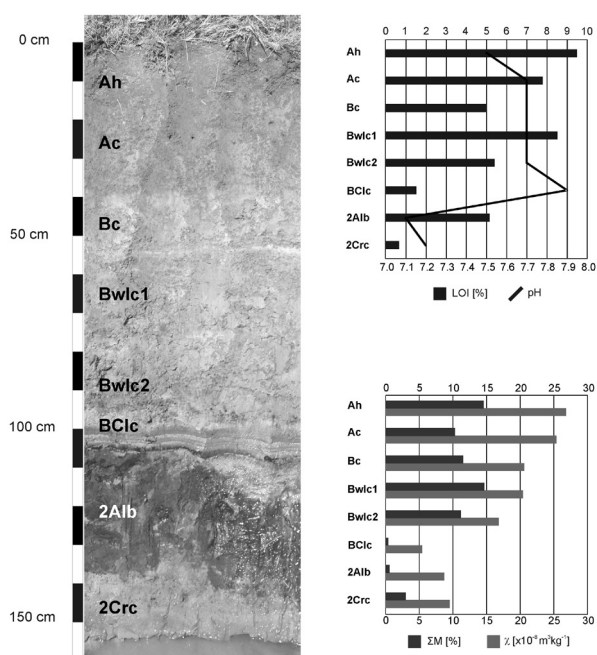 0 cm
Ah
Ac
Bc
50 cm
Bwlc1
Bwlc2
100 cm
BClc
2Alb
2Crc
150 cm
0 1 2 3 4 5 6 7 8 9 10
Ah
Ac
Bc
Bwlc1
Bwlc2
BClc
2Alb
2Crc
7.0 7.1 7.2 7.3 7.4 7.5 7.6 7.7 7.8 7.9 8.0
LOI [%] pH
0 5 10 15 20 25 30
Ah
Ac
Bc
Bwlc1
Bwlc2
BClc
2Alb
2Crc
0 5 10 15 20 25 30
ΣM [%] χ [x10⁻⁸ m³kg⁻¹]